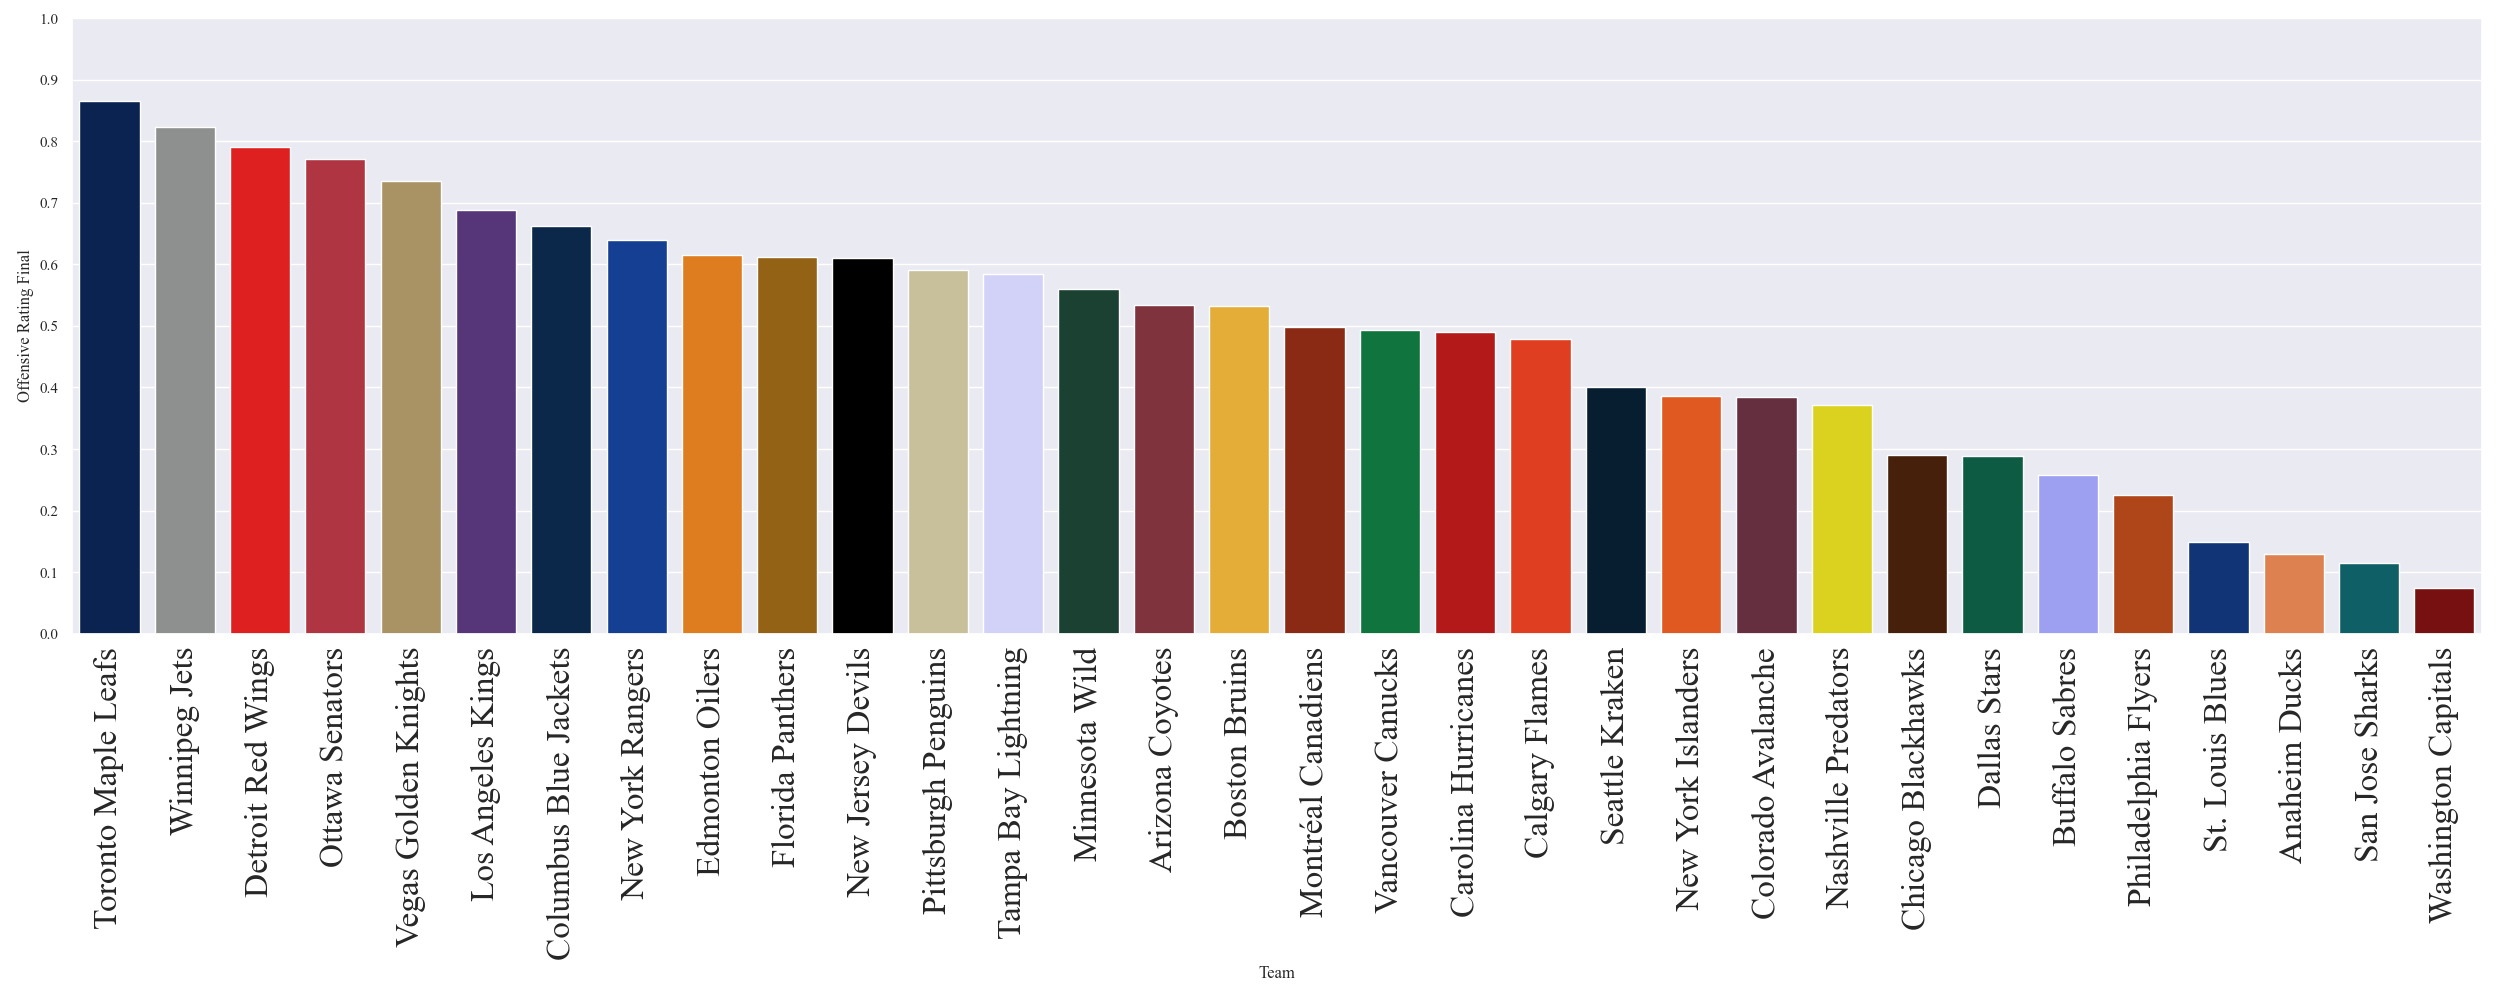 1.0
0.9
0.8
0.7
0.6
0.5
0.4
0.3
0.2
0.1
0.0
Offensive Rating Final
Toronto Maple Leafs
Winnipeg Jets
Detroit Red Wings
Ottawa Senators
Vegas Golden Knights
Los Angeles Kings
Columbus Blue Jackets
New York Rangers
Edmonton Oilers
Florida Panthers
New Jersey Devils
Pittsburgh Penguins
Tampa Bay Lightning
Minnesota Wild
Arizona Coyotes
Boston Bruins
Montréal Canadiens
Vancouver Canucks
Carolina Hurricanes
Calgary Flames
Seattle Kraken
New York Islanders
Colorado Avalanche
Nashville Predators
Chicago Blackhawks
Dallas Stars
Buffalo Sabres
Philadelphia Flyers
St. Louis Blues
Anaheim Ducks
San Jose Sharks
Washington Capitals
Team